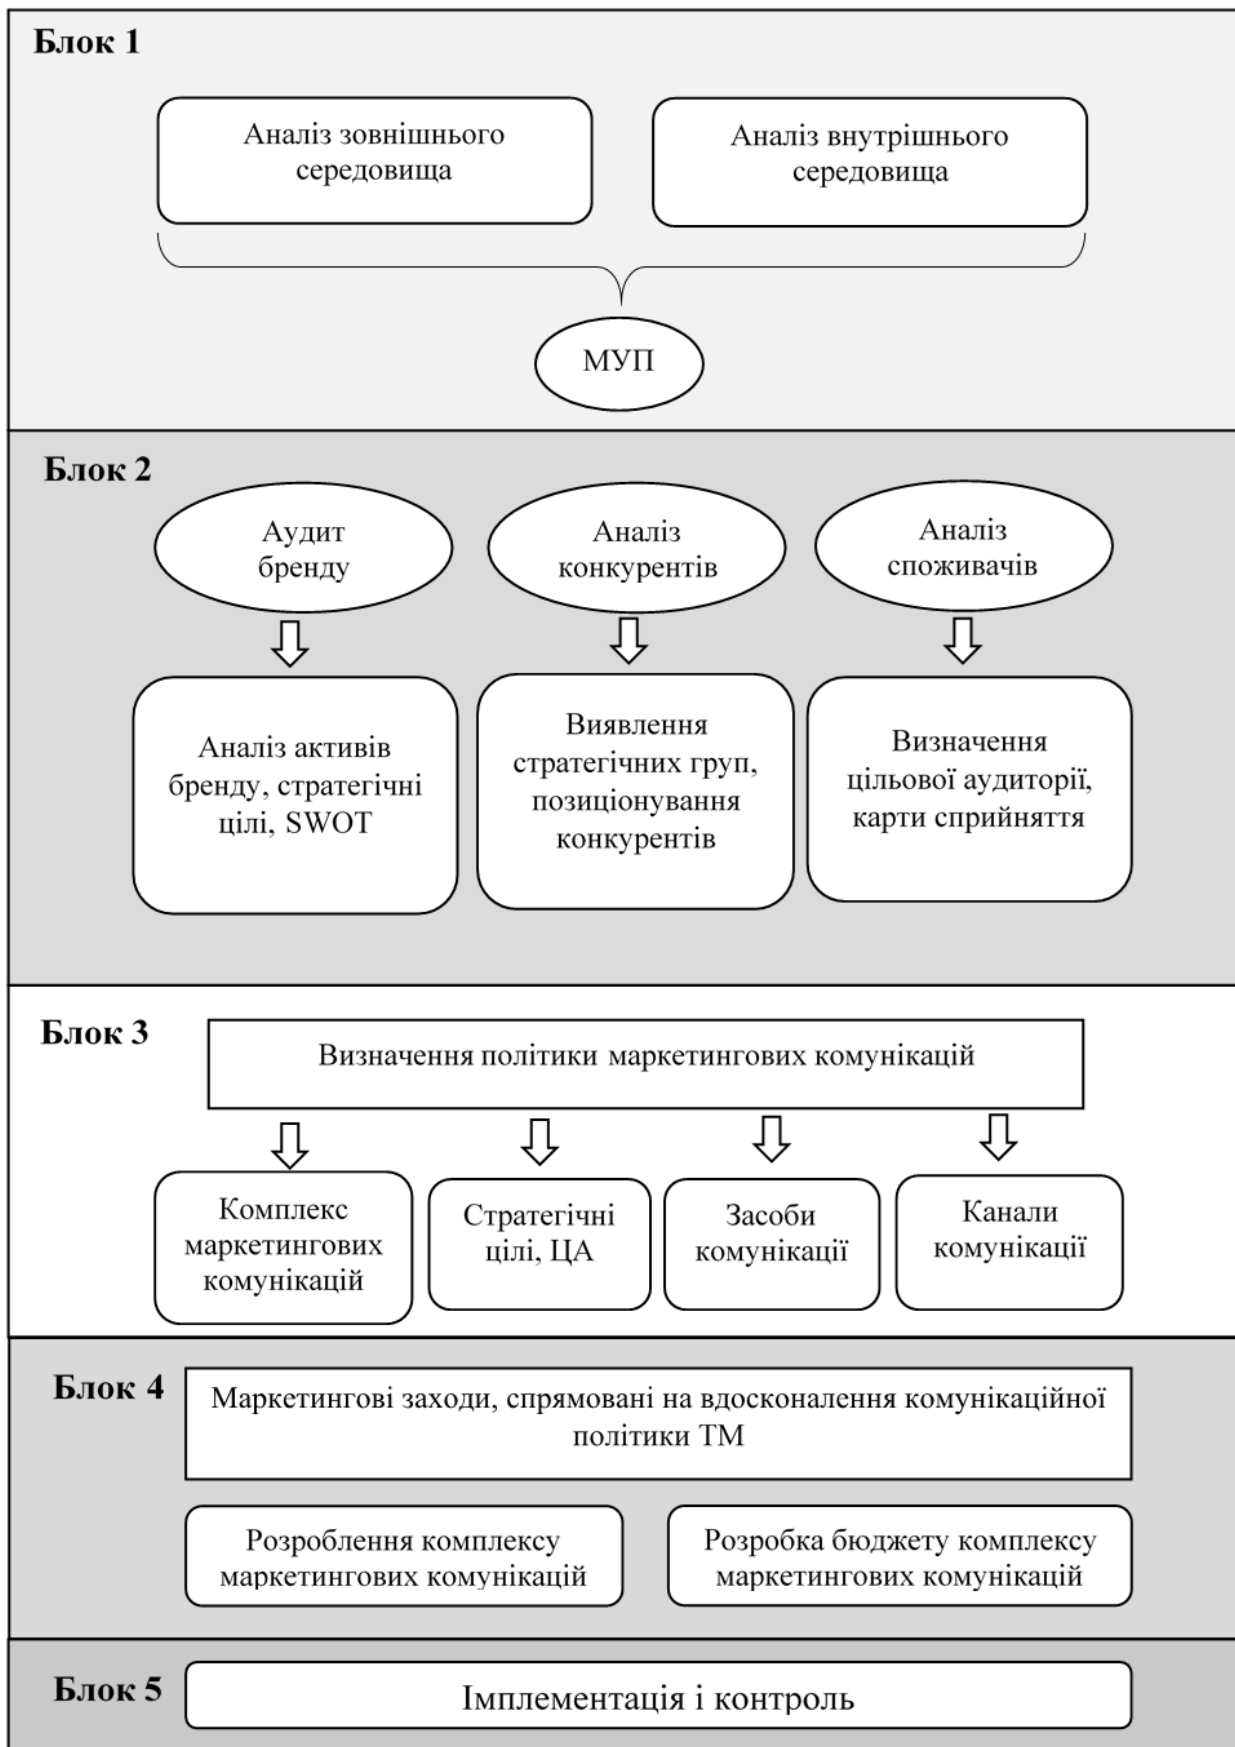 Блок 1
Аналіз зовнішнього
середовища
Аналіз внутрішнього
середовища
МУП
Блок 2
Аудит
бренду
Аналіз
конкурентів
Аналіз
споживачів
Аналіз активів
бренду, стратегічні
цілі, SWOT
Виявлення
стратегічних груп,
позиціонування
конкурентів
Визначення
цільової аудиторії,
карти сприйняття
Блок 3
Визначення політики маркетингових комунікацій
Комплекс
маркетингових
комунікацій
Стратегічні
цілі, ЦА
Засоби
комунікації
Канали
комунікації
Блок 4
Маркетингові заходи, спрямовані на вдосконалення комунікаційної
політики ТМ
Розроблення комплексу
маркетингових комунікацій
Розробка бюджету комплексу
маркетингових комунікацій
Блок 5
Імплементація і контроль